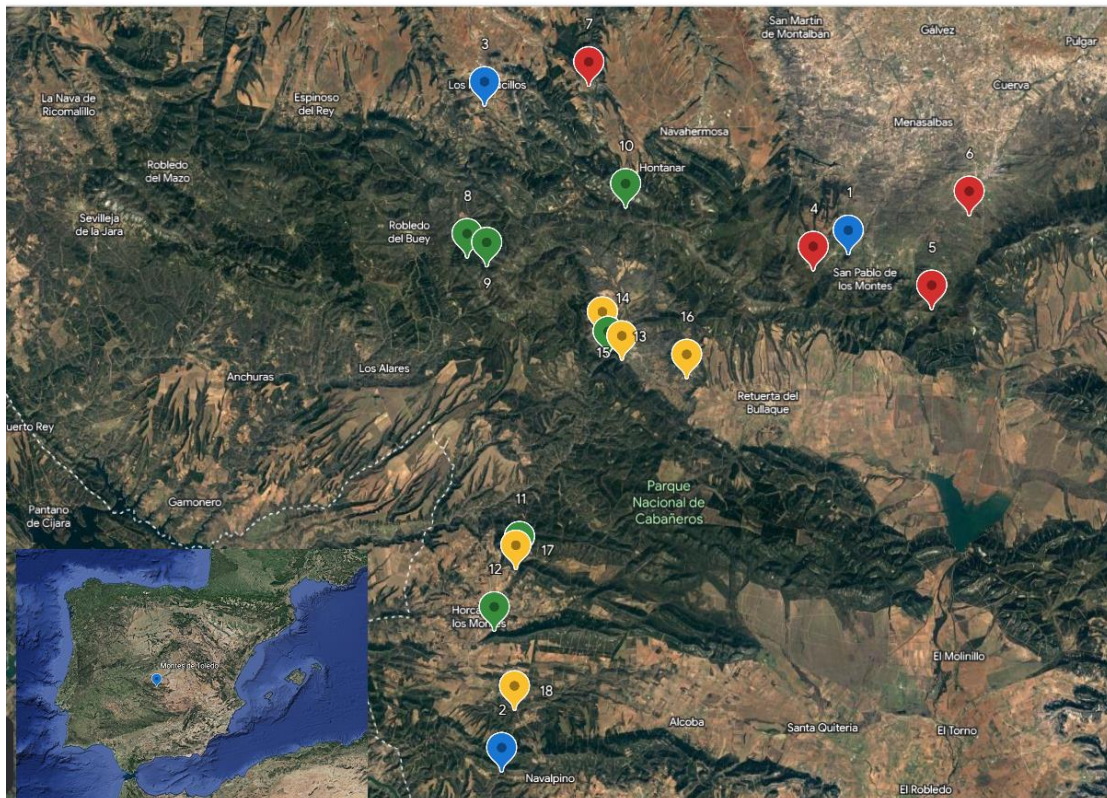 7
San Martín
de Montalban
Gálvez
Pulgar
3
Los
cillos
La Nava de
Ricomalillo
Espinoso
del Rey
Cuerva
Menasalbas
Navahermosa
10
Hontanar
6
Robledo
del Mazo
1
8
4
Sevilleja
de la Jara
Robledo
del Buey
5
9
San Pablo de
los Montes
14
16
13
15
Anchuras
Los Alares
Retuerta del
Bullaque
uerto Rey
Parque
Nacional de
Cabañeros
Gamonero
11
Pantano
de Cíjara
17
12
Horca
los Montes
Montes de Toledo
El Molinillo
18
2
Alcoba
Santa Quiteria
El Torno
Navalpino
El Robledo